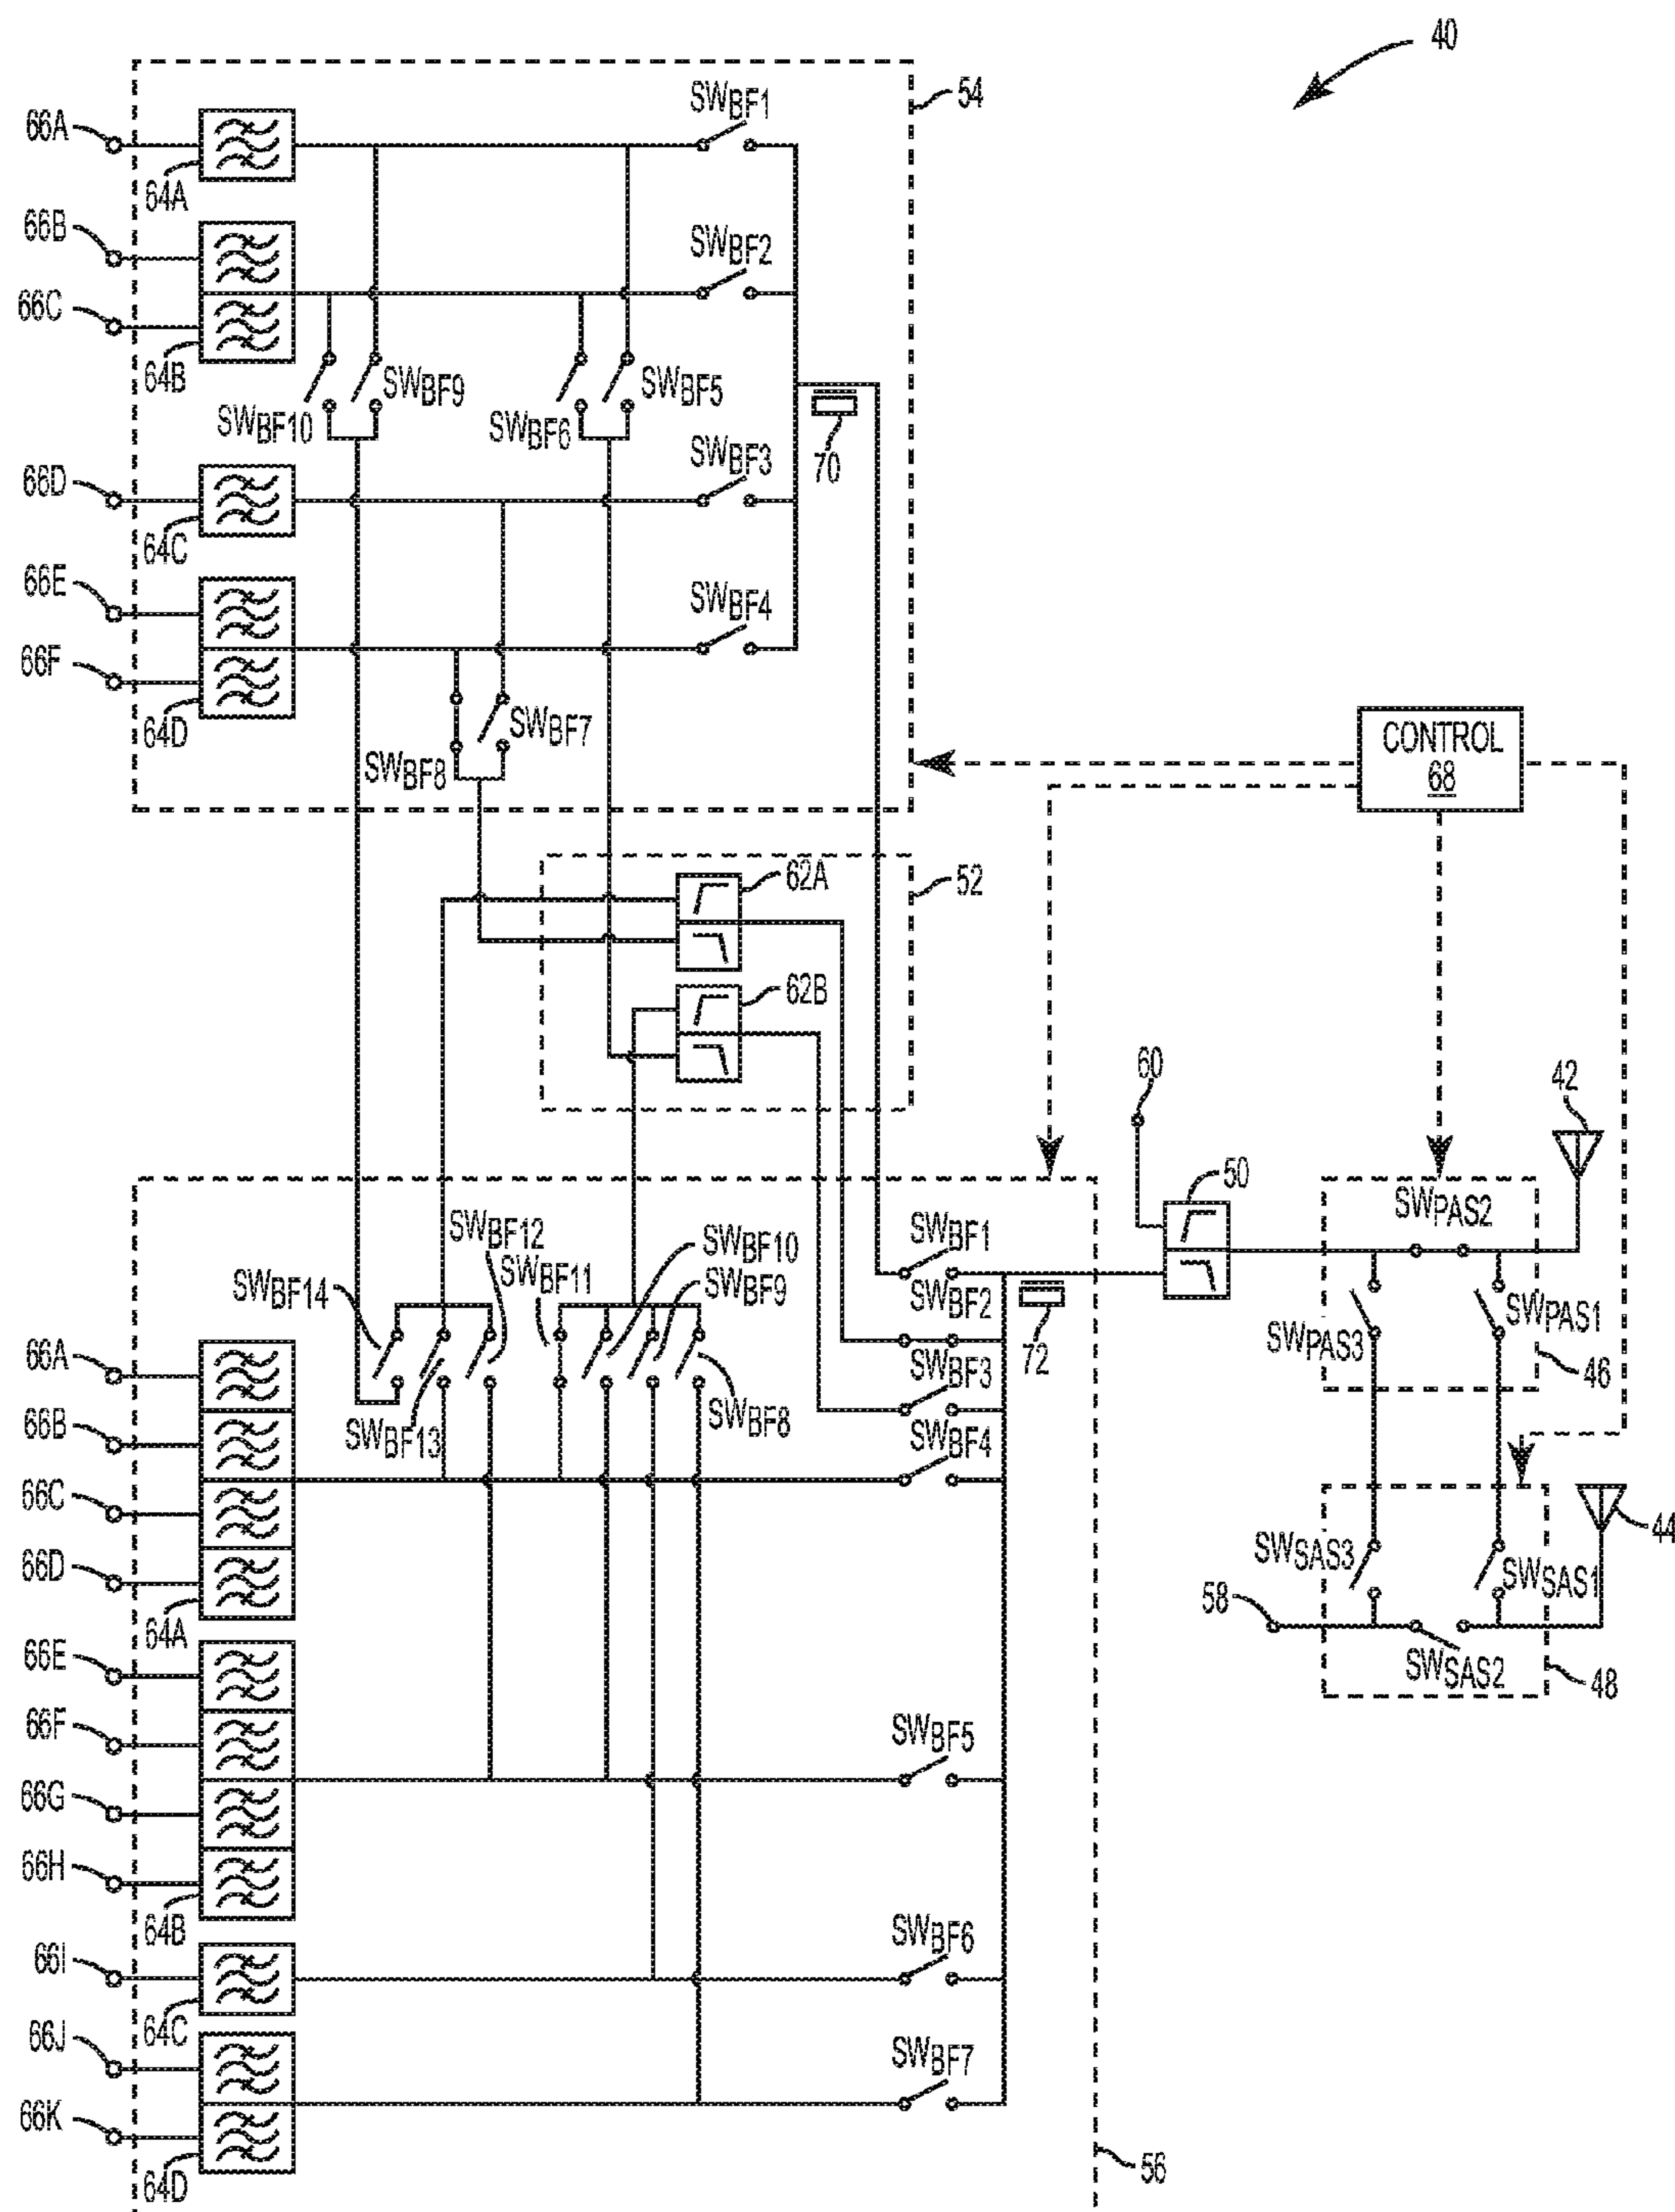 40
54
66A
64A
SWBF1
66B
66C
64B
SWBF2
SWBF10
SWBF9
SWBF6
SWBF5
70
66D
64C
SWBF3
66E
66F
64D
SWBF4
SWBF8
SWBF7
CONTROL
68
52
62A
62B
60
42
50
SWPAS2
SWPAS3
SWPAS1
46
SWBF14
SWBF12
SWBF11
SWBF10
SWBF9
SWBF1
SWBF2
72
SWBF13
SWBF8
SWBF3
SWBF4
66A
66B
66C
66D
64A
44
SWSAS3
SWSAS1
58
SWSAS2
48
66E
66F
66G
66H
64B
SWBF5
66I
64C
SWBF6
66J
66K
64D
SWBF7
56